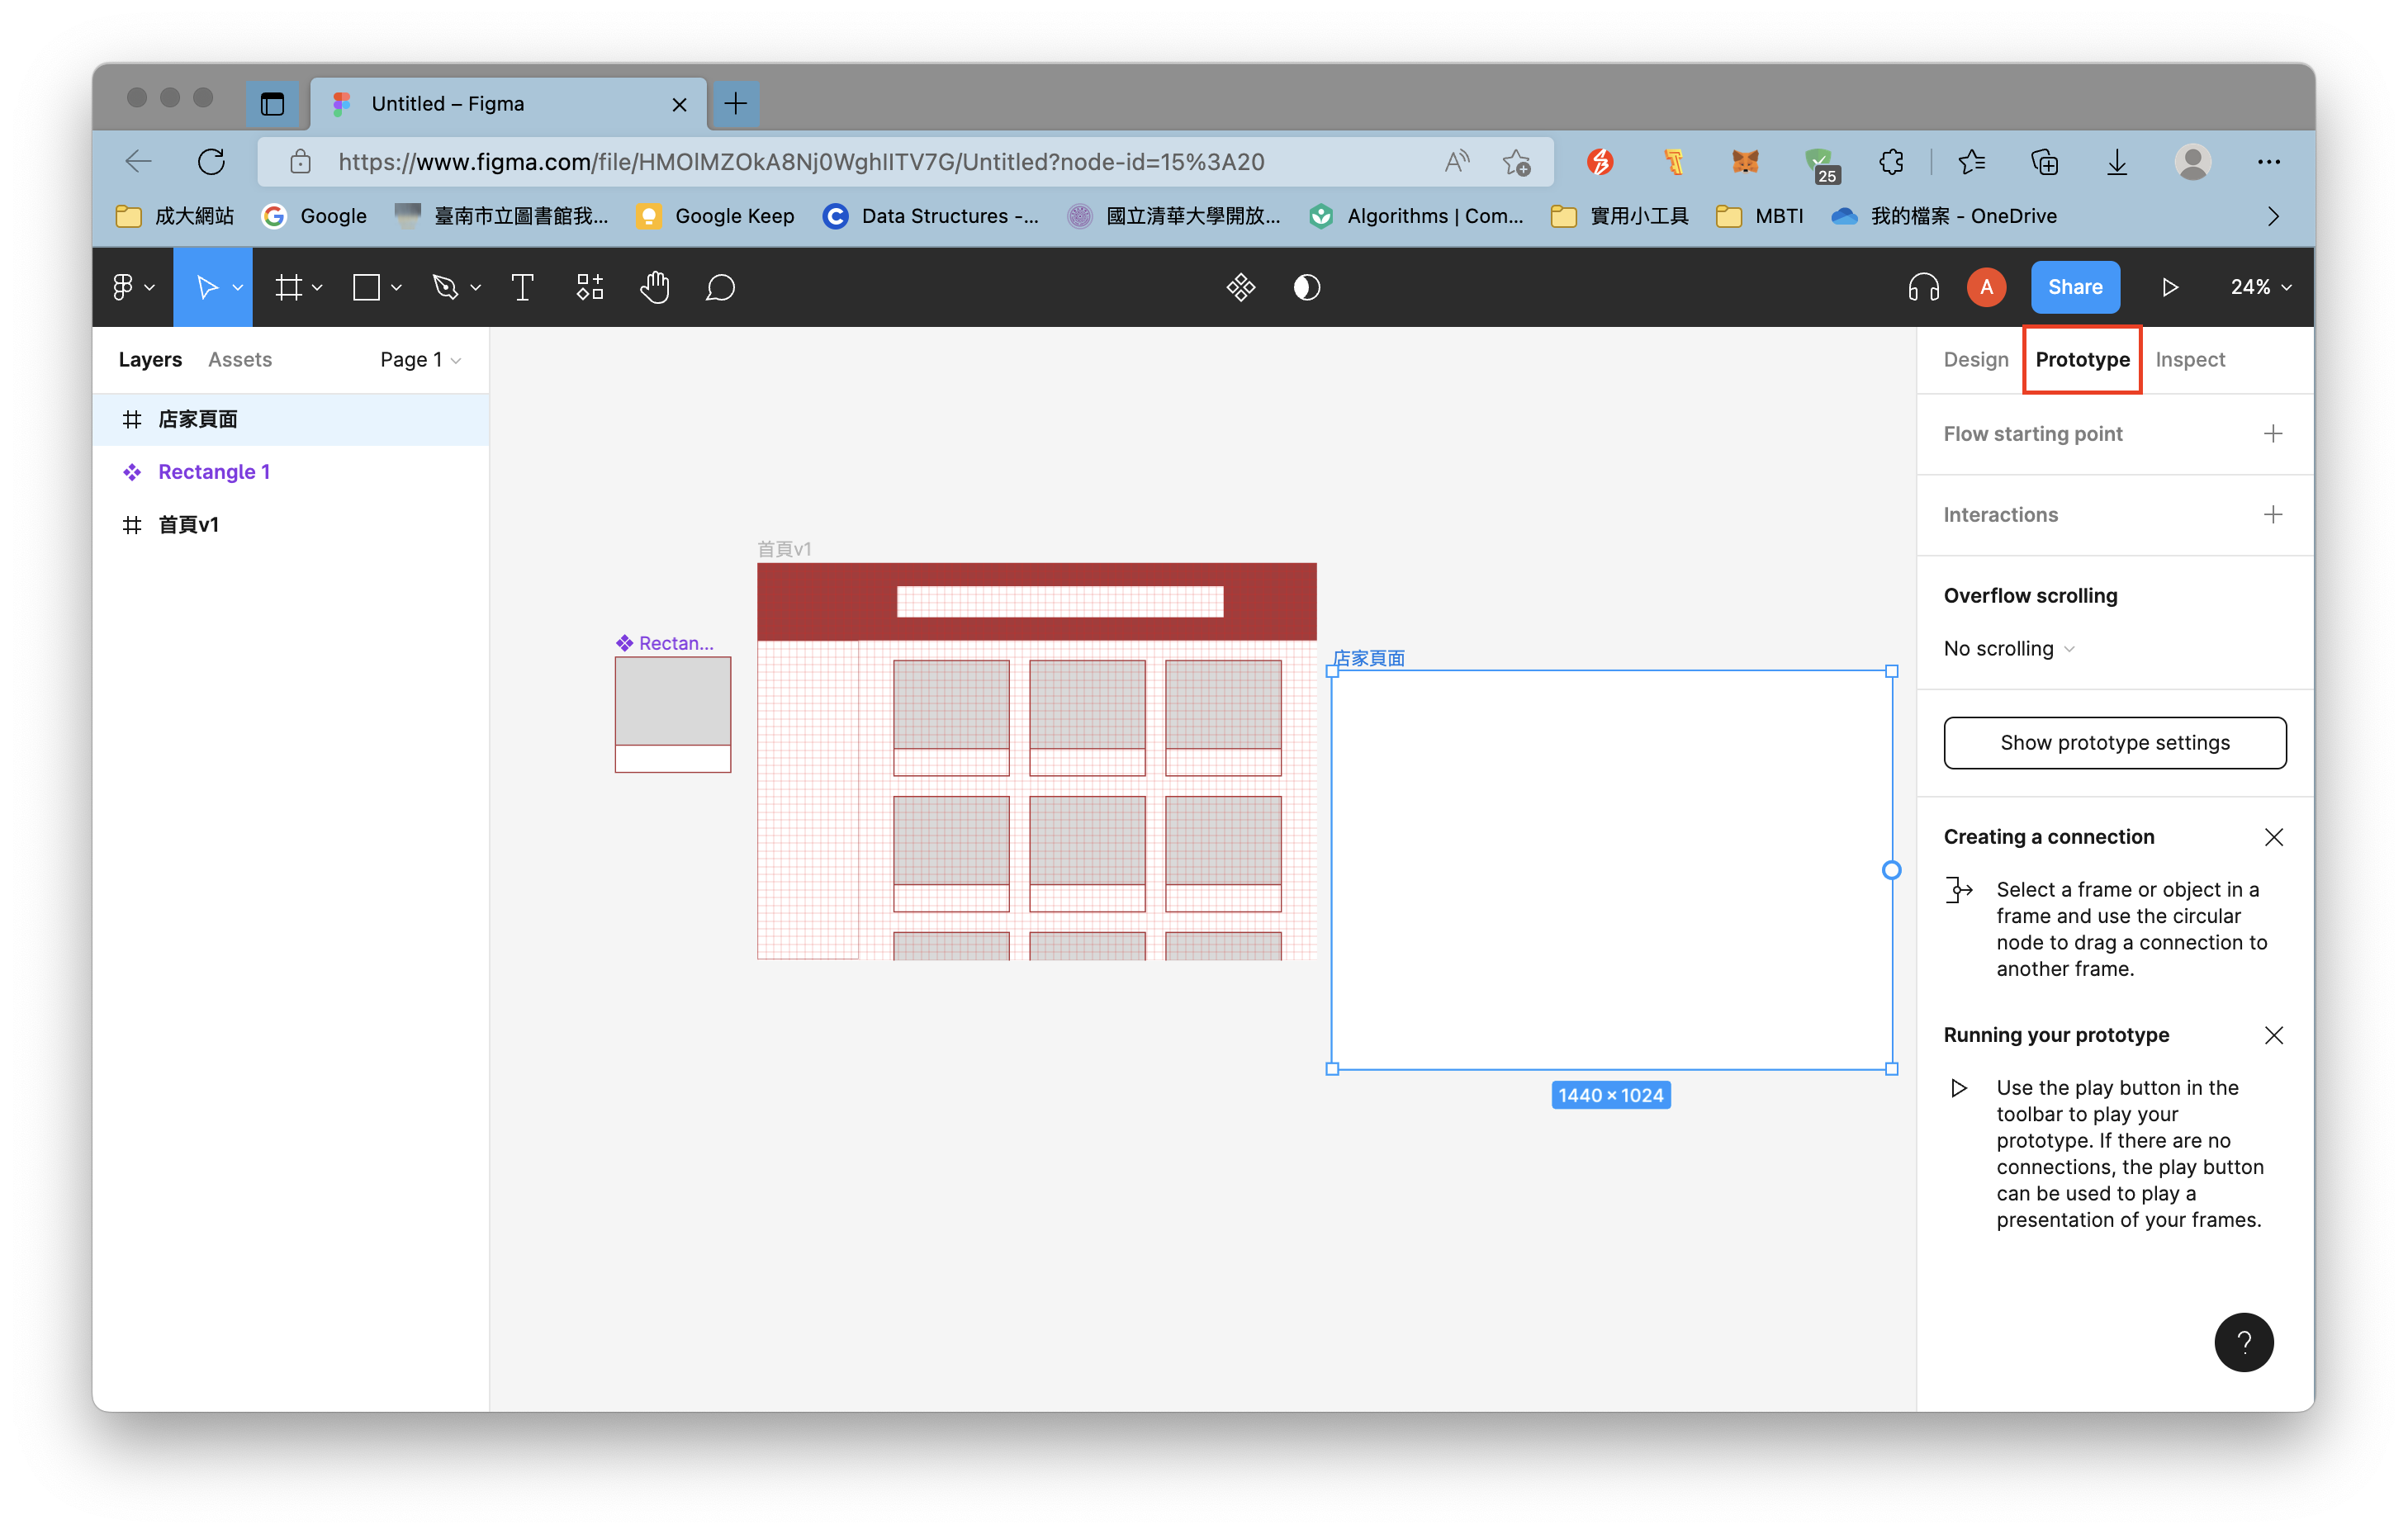 Untitled – Figma
https://www.figma.com/file/HMOlMZOkA8Nj0WghIITV7G/Untitled?node-id=15%3A20
25
成大網站
Google
臺南市立圖書館我...
Google Keep
Data Structures -...
國立清華大學開放...
Algorithms | Com...
實用小工具
MBTI
我的檔案 - OneDrive
A
Share
24%
Layers
Assets
Page 1
店家頁面
Rectangle 1
首頁v1
首頁v1
Rectan...
店家頁面
1440 × 1024
Design
Prototype
Inspect
Flow starting point
Interactions
Overflow scrolling
No scrolling
Show prototype settings
Creating a connection
Select a frame or object in a
frame and use the circular
node to drag a connection to
another frame.
Running your prototype
Use the play button in the
toolbar to play your
prototype. If there are no
connections, the play button
can be used to play a
presentation of your frames.
?